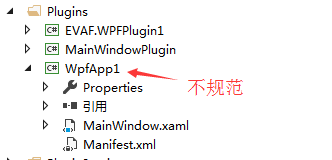 Plugins
C# EVAF.WPFPlugin1
C# MainWindowPlugin
C# WpfApp1
不规范
Properties
引用
MainWindow.xaml
Manifest.xml